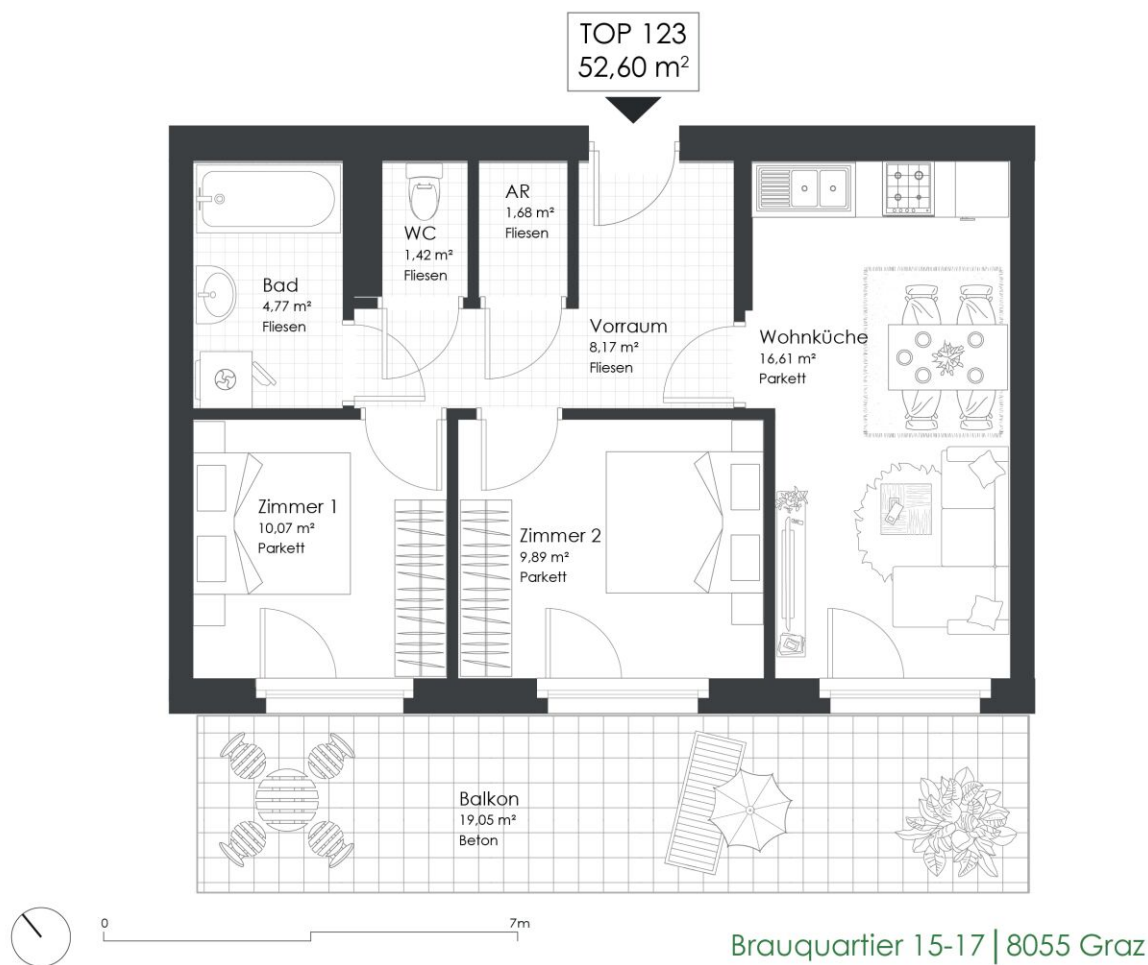 TOP 123
52,60 m²
AR
1,68 m²
Fliesen
WC
1,42 m²
Fliesen
Bad
4,77 m²
Fliesen
Vorraum
8,17 m²
Fliesen
Wohnküche
16,61 m²
Parkett
Zimmer 1
10,07 m²
Parkett
Zimmer 2
9,89 m²
Parkett
Balkon
19,05 m²
Beton
0
7m
Brauquartier 15-17 | 8055 Graz